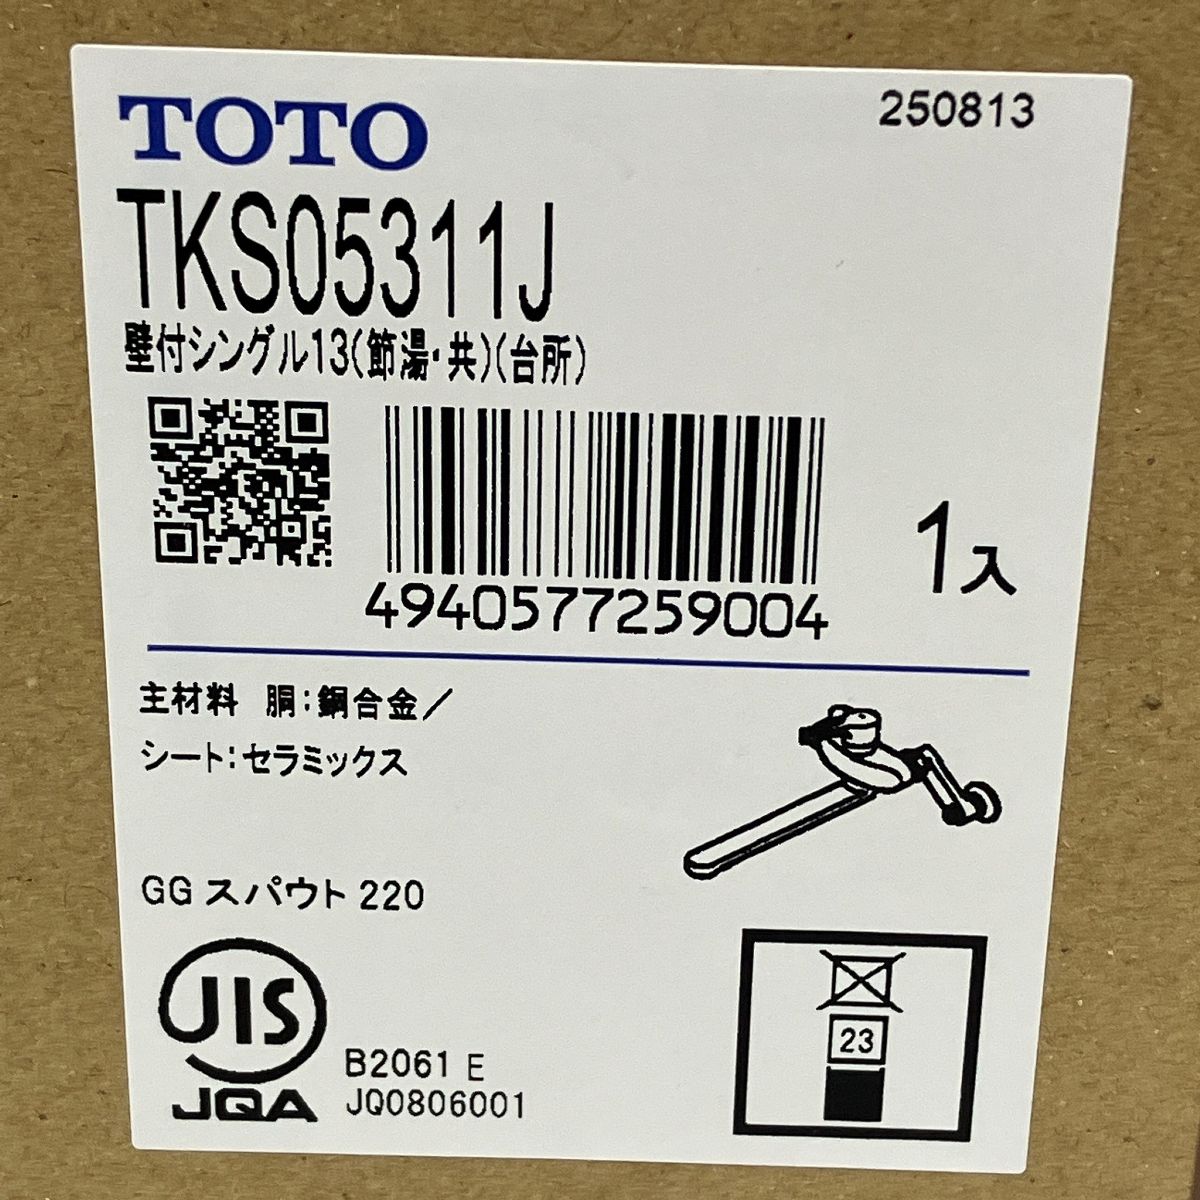 TOTO
250813
TKS05311J
壁付シングル13(節湯・共)(台所)
4940577259004
1入
主材料 胴:銅合金/
シート:セラミックス
GG スパウト 220
JIS
B2061 E
JQA
JQ0806001
23